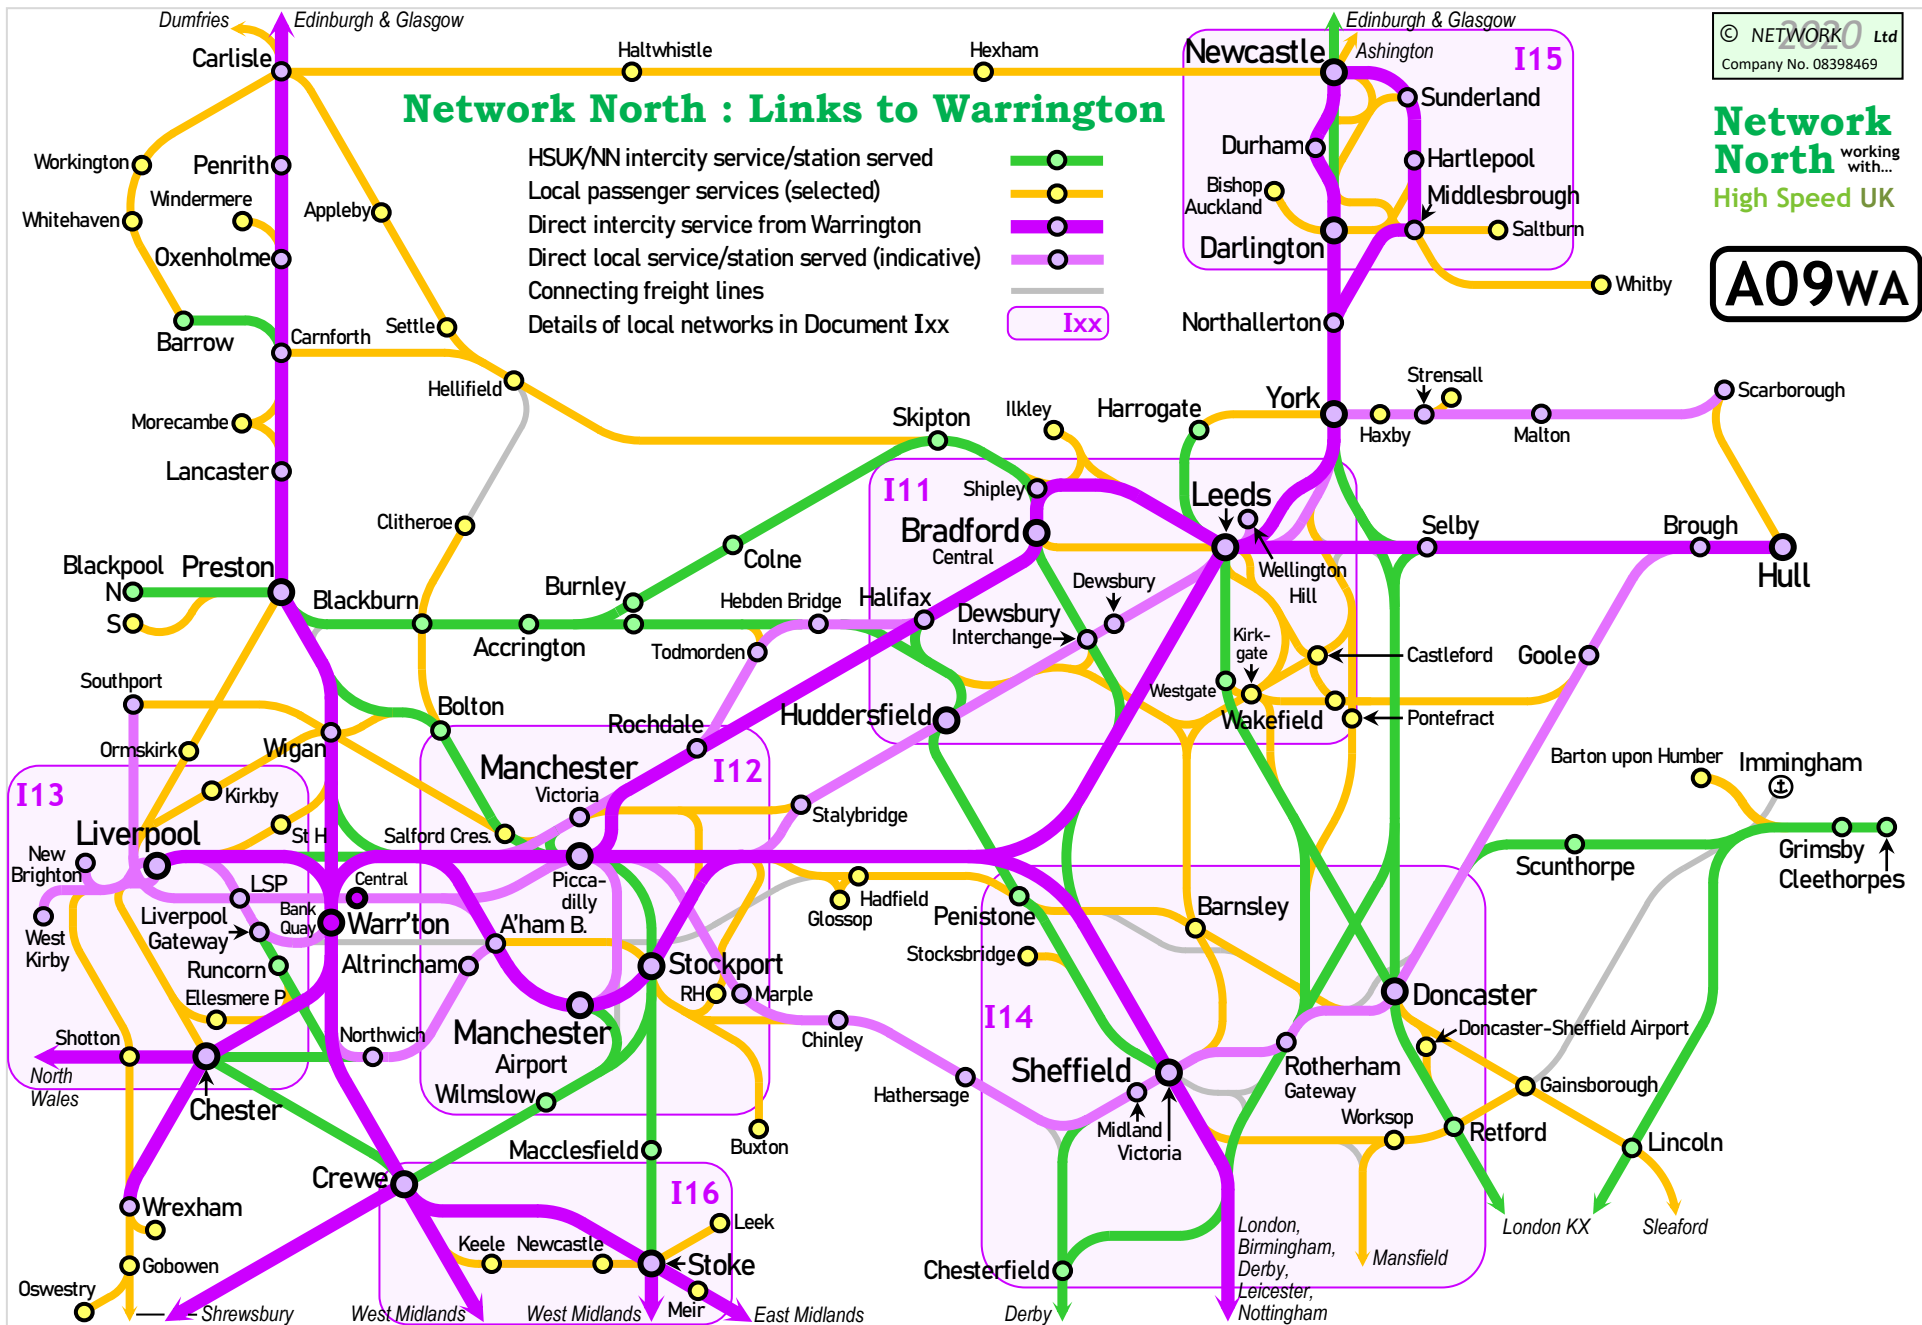 Dumfries
Edinburgh & Glasgow
Edinburgh & Glasgow
Ashington
Carlisle
Haltwhistle
Hexham
Newcastle
I15
© NETWORK 2020 Ltd
Company No. 08398469
Network North : Links to Warrington
Sunderland
Network
North working
with...
High Speed UK
HSUK/NN intercity service/station served
Local passenger services (selected)
Direct intercity service from Warrington
Direct local service/station served (indicative)
Connecting freight lines
Details of local networks in Document Ixx
Ixx
A09WA
Workington
Penrith
Windermere
Appleby
Whitehaven
Oxenholme
Durham
Hartlepool
Bishop
Auckland
Middlesbrough
Darlington
Saltburn
Whitby
Barrow
Carnforth
Settle
Northallerton
Hellifield
Morecambe
Lancaster
Skipton
Ilkley
Harrogate
York
Strensall
Haxby
Malton
Scarborough
Clitheroe
I11
Shipley
Leeds
Bradford
Central
Selby
Brough
Hull
Blackpool
N
S
Preston
Blackburn
Burnley
Colne
Accrington
Hebden Bridge
Todmorden
Halifax
Dewsbury
Dewsbury
Interchange
Wellington
Hill
Kirk-
gate
Castleford
Goole
Westgate
Wakefield
Pontefract
Southport
Bolton
Rochdale
Huddersfield
Ormskirk
Wigan
Manchester
Victoria
I12
Barton upon Humber
Immingham
I13
Kirkby
Liverpool
St H
Salford Cres.
Stalybridge
Scunthorpe
Grimsby
Cleethorpes
New
Brighton
LSP
Central
Picca-
dilly
Hadfield
Glossop
Penistone
Barnsley
West
Kirby
Liverpool
Gateway
Bank
Quay
Warr'ton
A'ham B.
Runcorn
Altrincham
Stockport
Stocksbridge
Ellesmere P
RH
Marple
I14
Doncaster
Shotton
Northwich
Manchester
Airport
Chinley
Doncaster-Sheffield Airport
North
Wales
Chester
Wilmslow
Hathersage
Sheffield
Rotherham
Gateway
Gainsborough
Midland
Victoria
Worksop
Retford
Lincoln
Macclesfield
Buxton
Crewe
I16
Wrexham
Leek
London KX
Sleaford
Keele
Newcastle
Stoke
Gobowen
Chesterfield
London,
Birmingham,
Derby,
Leicester,
Nottingham
Mansfield
Oswestry
Shrewsbury
West Midlands
West Midlands
Meir
East Midlands
Derby